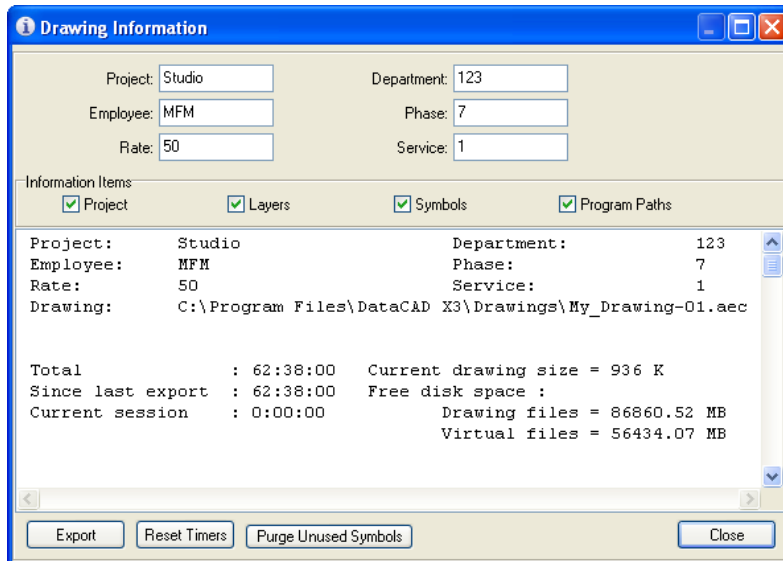 Drawing Information
Project: Studio Department: 123
Employee: MFM Phase: 7
Rate: 50 Service: 1
Information Items
Project Layers Symbols Program Paths
Project: Studio Department: 123
Employee: MFM Phase: 7
Rate: 50 Service: 1
Drawing: C:\Program Files\DataCAD X3\Drawings\My_Drawing-01.aec
Total : 62:38:00 Current drawing size = 936 K
Since last export : 62:38:00 Free disk space :
Current session : 0:00:00 Drawing files = 86860.52 MB
Virtual files = 56434.07 MB
Export Reset Timers Purge Unused Symbols Close